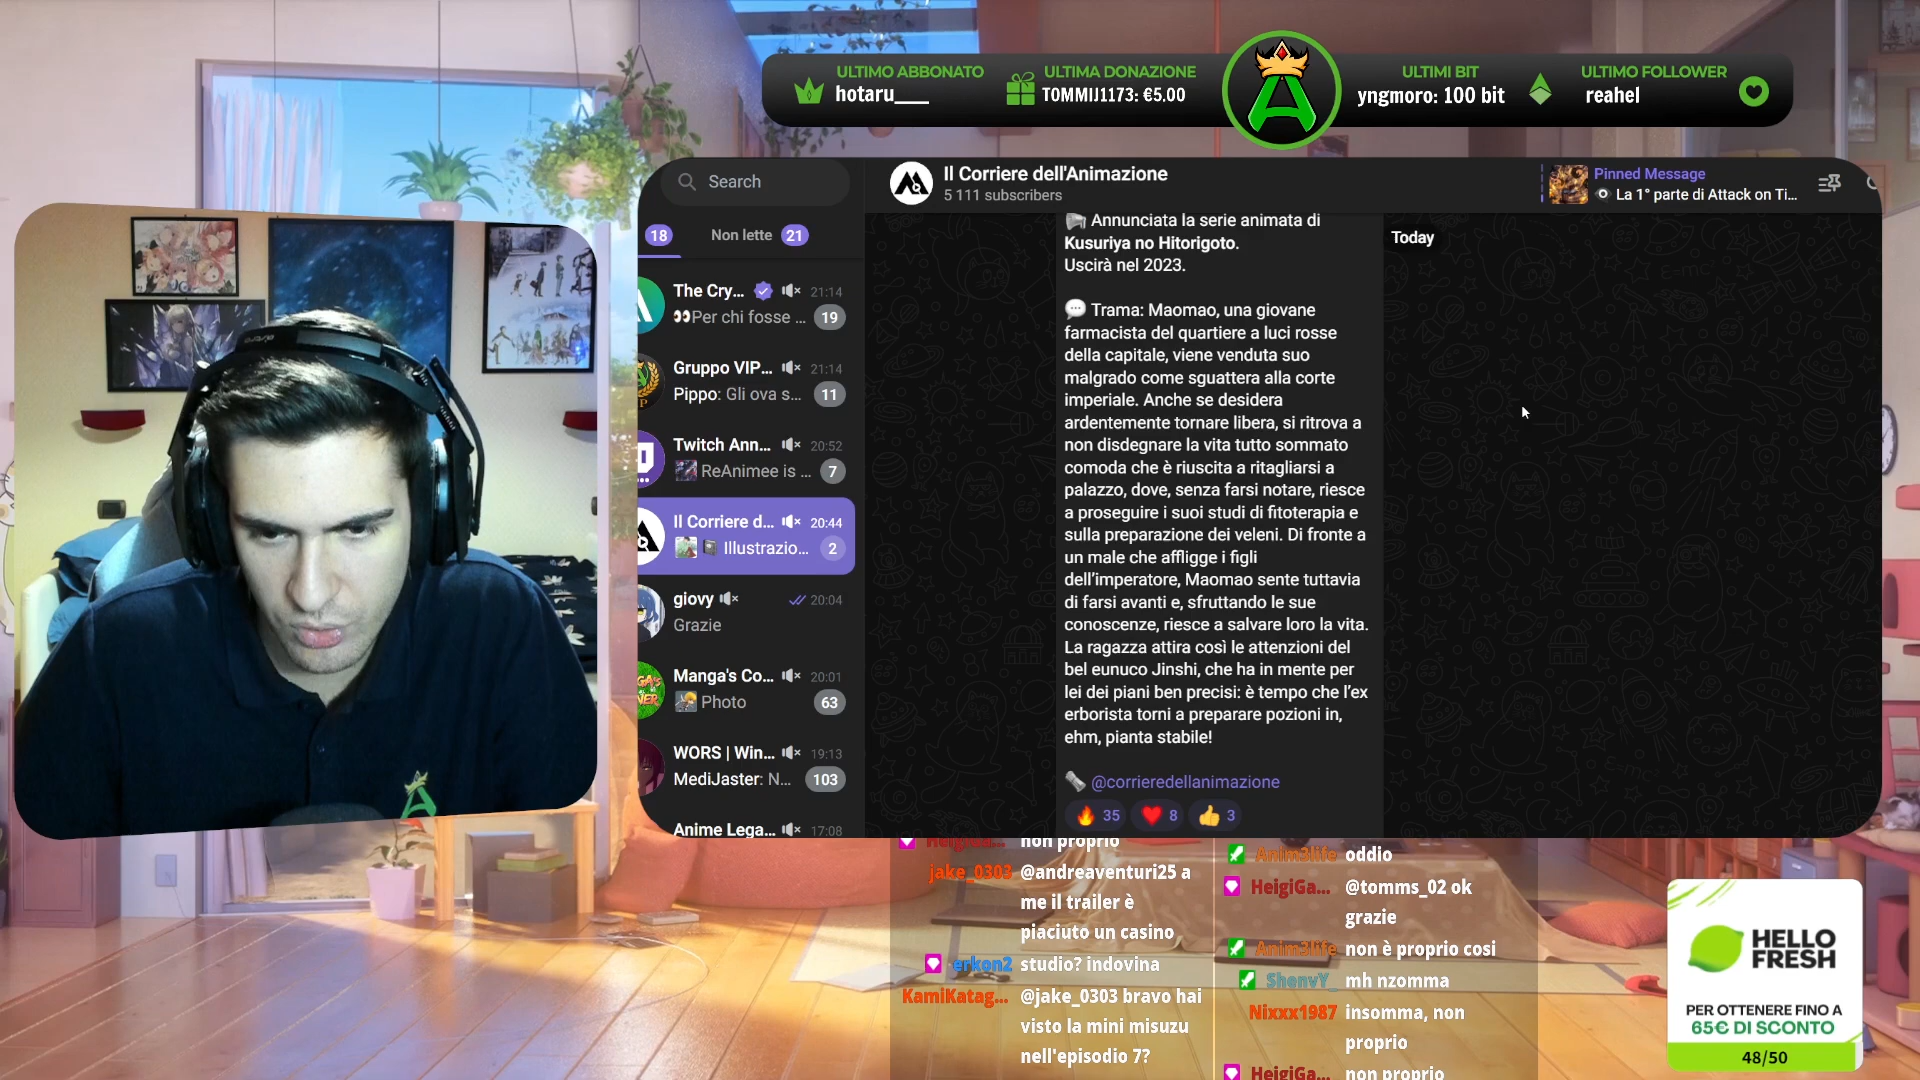 ULTIMO ABBONATO
hotaru____
ULTIMA DONAZIONE
T0MMIJ1173: €5.00
ULTIMI BIT
yngmoro: 100 bit
ULTIMO FOLLOWER
reahel
Search
18
Non lette 21
The Cry... 21:14
👀Per chi fosse ... 19
Gruppo VIP... 21:14
Pippo: Gli ova s... 11
Twitch Ann... 20:52
ReAnimee is ... 7
Il Corriere d... 20:44
Illustrazio... 2
giovy 20:04
Grazie
Manga's Co... 20:01
Photo 63
WORS | Win... 19:13
MediJaster: N... 103
Anime Lega... 17:08
Il Corriere dell'Animazione
5 111 subscribers
Pinned Message
La 1° parte di Attack on Ti...
Today
Annunciata la serie animata di
Kusuriya no Hitorigoto.
Uscirà nel 2023.
💬 Trama: Maomao, una giovane
farmacista del quartiere a luci rosse
della capitale, viene venduta suo
malgrado come sguattera alla corte
imperiale. Anche se desidera
ardentemente tornare libera, si ritrova a
non disdegnare la vita tutto sommato
comoda che è riuscita a ritagliarsi a
palazzo, dove, senza farsi notare, riesce
a proseguire i suoi studi di fitoterapia e
sulla preparazione dei veleni. Di fronte a
un male che affligge i figli
dell'imperatore, Maomao sente tuttavia
di farsi avanti e, sfruttando le sue
conoscenze, riesce a salvare loro la vita.
La ragazza attira così le attenzioni del
bel eunuco Jinshi, che ha in mente per
lei dei piani ben precisi: è tempo che l'ex
erborista torni a preparare pozioni in,
ehm, pianta stabile!
🗞 @corrieredellanimazione
🔥 35 ❤ 8 👍 3
non proprio
jake_0303 @andreaventuri25 a
me il trailer è
piaciuto un casino
erkon2 studio? indovina
KamiKatag... @jake_0303 bravo hai
visto la mini misuzu
nell'episodio 7?
Anim3life oddio
HeigiGa... @tomms_02 ok
grazie
Anim3life non è proprio cosi
ShenvY_ mh nzomma
Nixxx1987 insomma, non
proprio
HeigiGa... non proprio
HELLO
FRESH
PER OTTENERE FINO A
65€ DI SCONTO
48/50